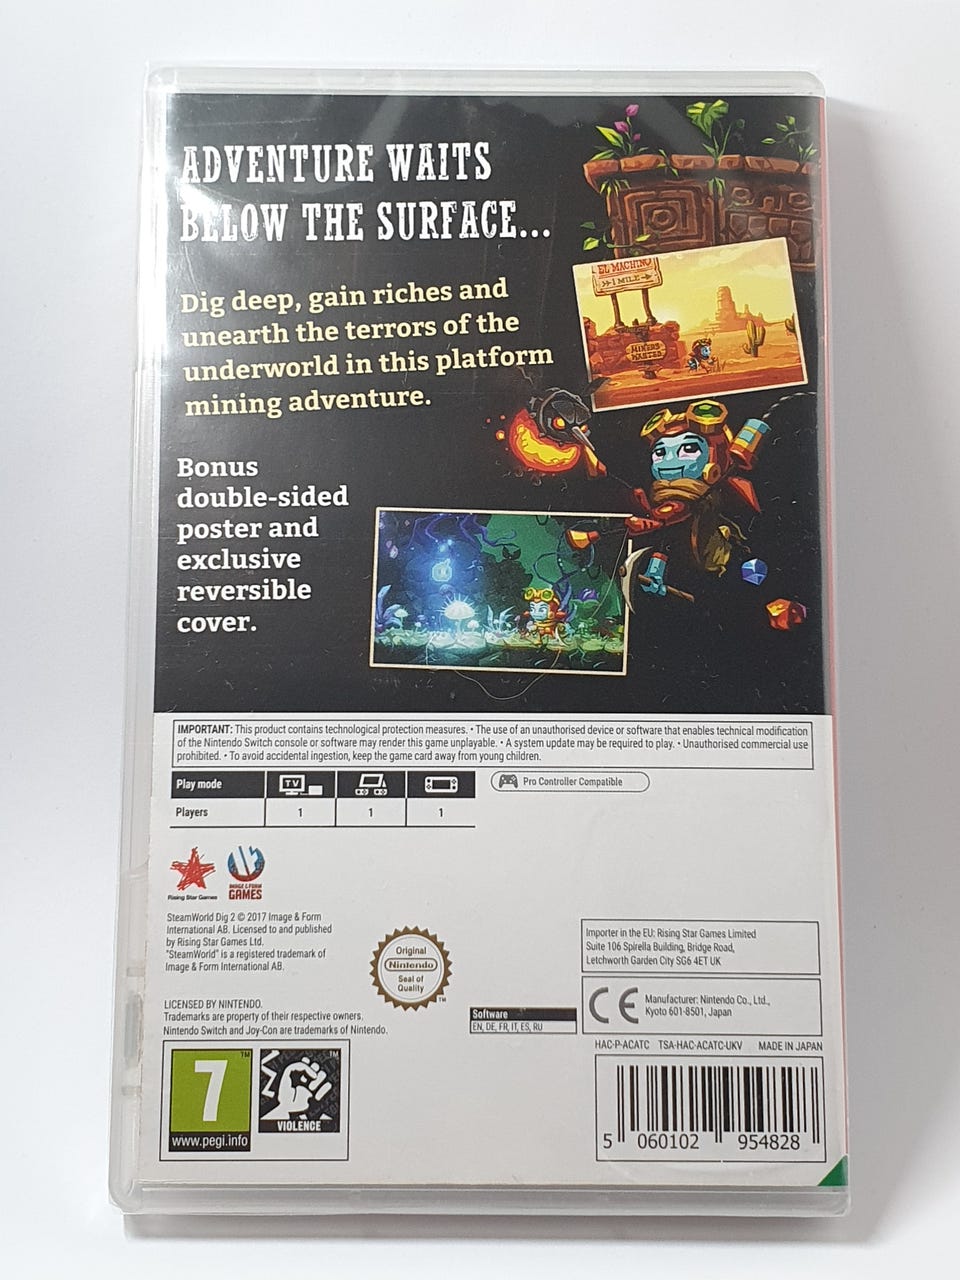 ADVENTURE WAITS
BELOW THE SURFACE...
Dig deep, gain riches and
unearth the terrors of the
underworld in this platform
mining adventure.
EL MACHINO
1 MILE
MINERS
WANTED
Bonus
double-sided
poster and
exclusive
reversible
cover.
IMPORTANT: This product contains technological protection measures. • The use of an unauthorised device or software that enables technical modification
of the Nintendo Switch console or software may render this game unplayable. • A system update may be required to play. • Unauthorised commercial use
prohibited. • To avoid accidental ingestion, keep the game card away from young children.
Play mode TV
Pro Controller Compatible
Players 1 1 1
Rising Star Games
IMAGE & FORM
GAMES
SteamWorld Dig 2 © 2017 Image & Form
International AB. Licensed to and published
by Rising Star Games Ltd.
"SteamWorld" is a registered trademark of
Image & Form International AB.
LICENSED BY NINTENDO.
Trademarks are property of their respective owners.
Nintendo Switch and Joy-Con are trademarks of Nintendo.
Original
Nintendo
Seal of
Quality
TM
Software
EN, DE, FR, IT, ES, RU
Importer in the EU: Rising Star Games Limited
Suite 106 Spirella Building, Bridge Road,
Letchworth Garden City SG6 4ET UK
CE
Manufacturer: Nintendo Co., Ltd.,
Kyoto 601-8501, Japan
HAC-P-ACATC TSA-HAC-ACATC-UKV MADE IN JAPAN
7
TM
www.pegi.info
TM
VIOLENCE
5 060102 954828